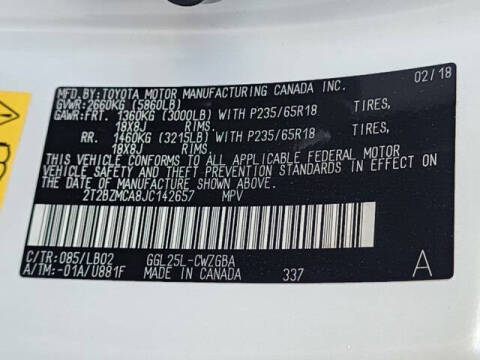 MFD.BY:TOYOTA MOTOR MANUFACTURING CANADA INC. 02/18
GVWR:2660KG (5860LB)
GAWR:FRT. 1360KG (3000LB) WITH P235/65R18 TIRES,
18X8J RIMS.
RR. 1460KG (3215LB) WITH P235/65R18 TIRES,
18X8J RIMS.
THIS VEHICLE CONFORMS TO ALL APPLICABLE FEDERAL MOTOR
VEHICLE SAFETY AND THEFT PREVENTION STANDARDS IN EFFECT ON
THE DATE OF MANUFACTURE SHOWN ABOVE.
2T2BZMCA8JC142657 MPV
C/TR:085/LB02 GGL25L-CWZGBA
A/TM:-01A/U881F MADE IN CANADA 337 A